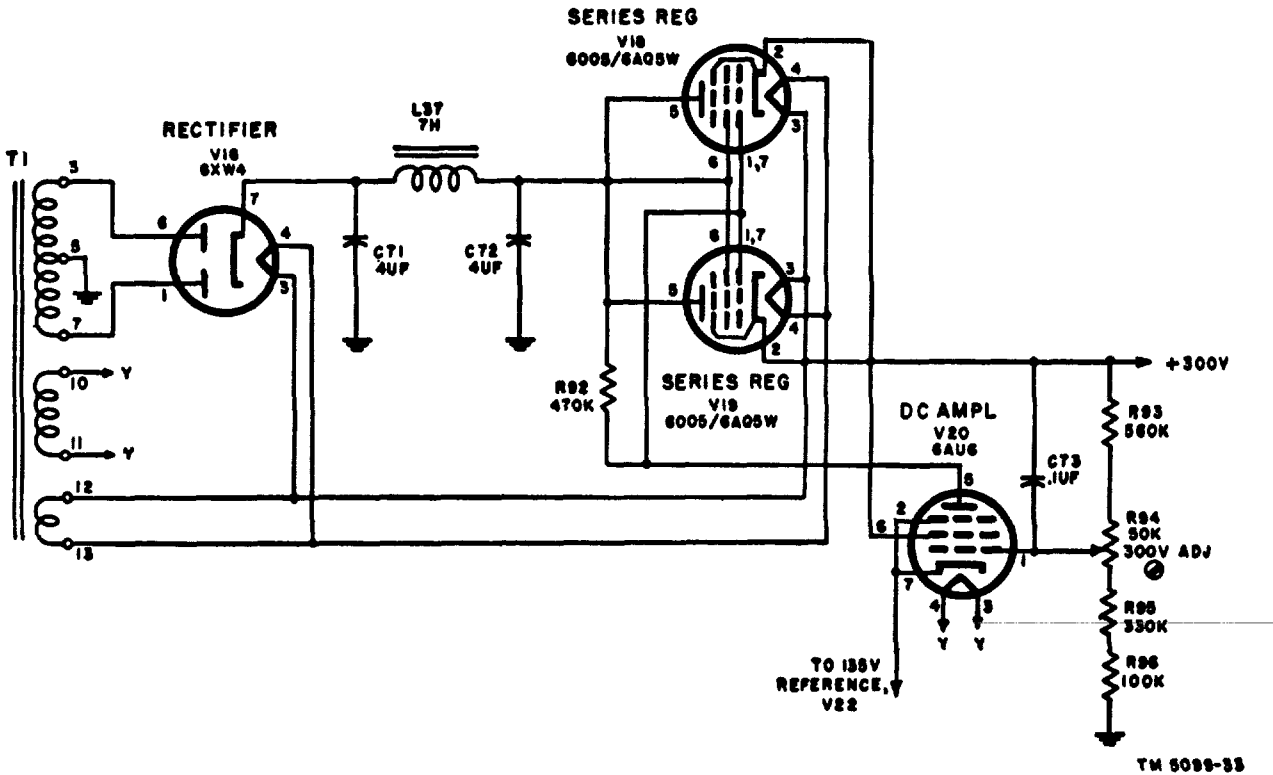 SERIES REG
V18
6005/6AQ5W
2
4
5
3
6
1,7
L37
7H
RECTIFIER
V16
6XW4
T1
3
7
6
4
5
1
3
7
C71
4UF
C72
4UF
6
1,7
5
3
4
2
10
Y
11
Y
12
13
R92
470K
SERIES REG
V19
6005/6AQ5W
+300V
DC AMPL
V20
6AU6
5
2
6
7
4
3
1
Y
Y
C73
.1UF
R93
560K
R94
50K
300V ADJ
R95
330K
R96
100K
TO 135V
REFERENCE,
V22
TM 5099-33